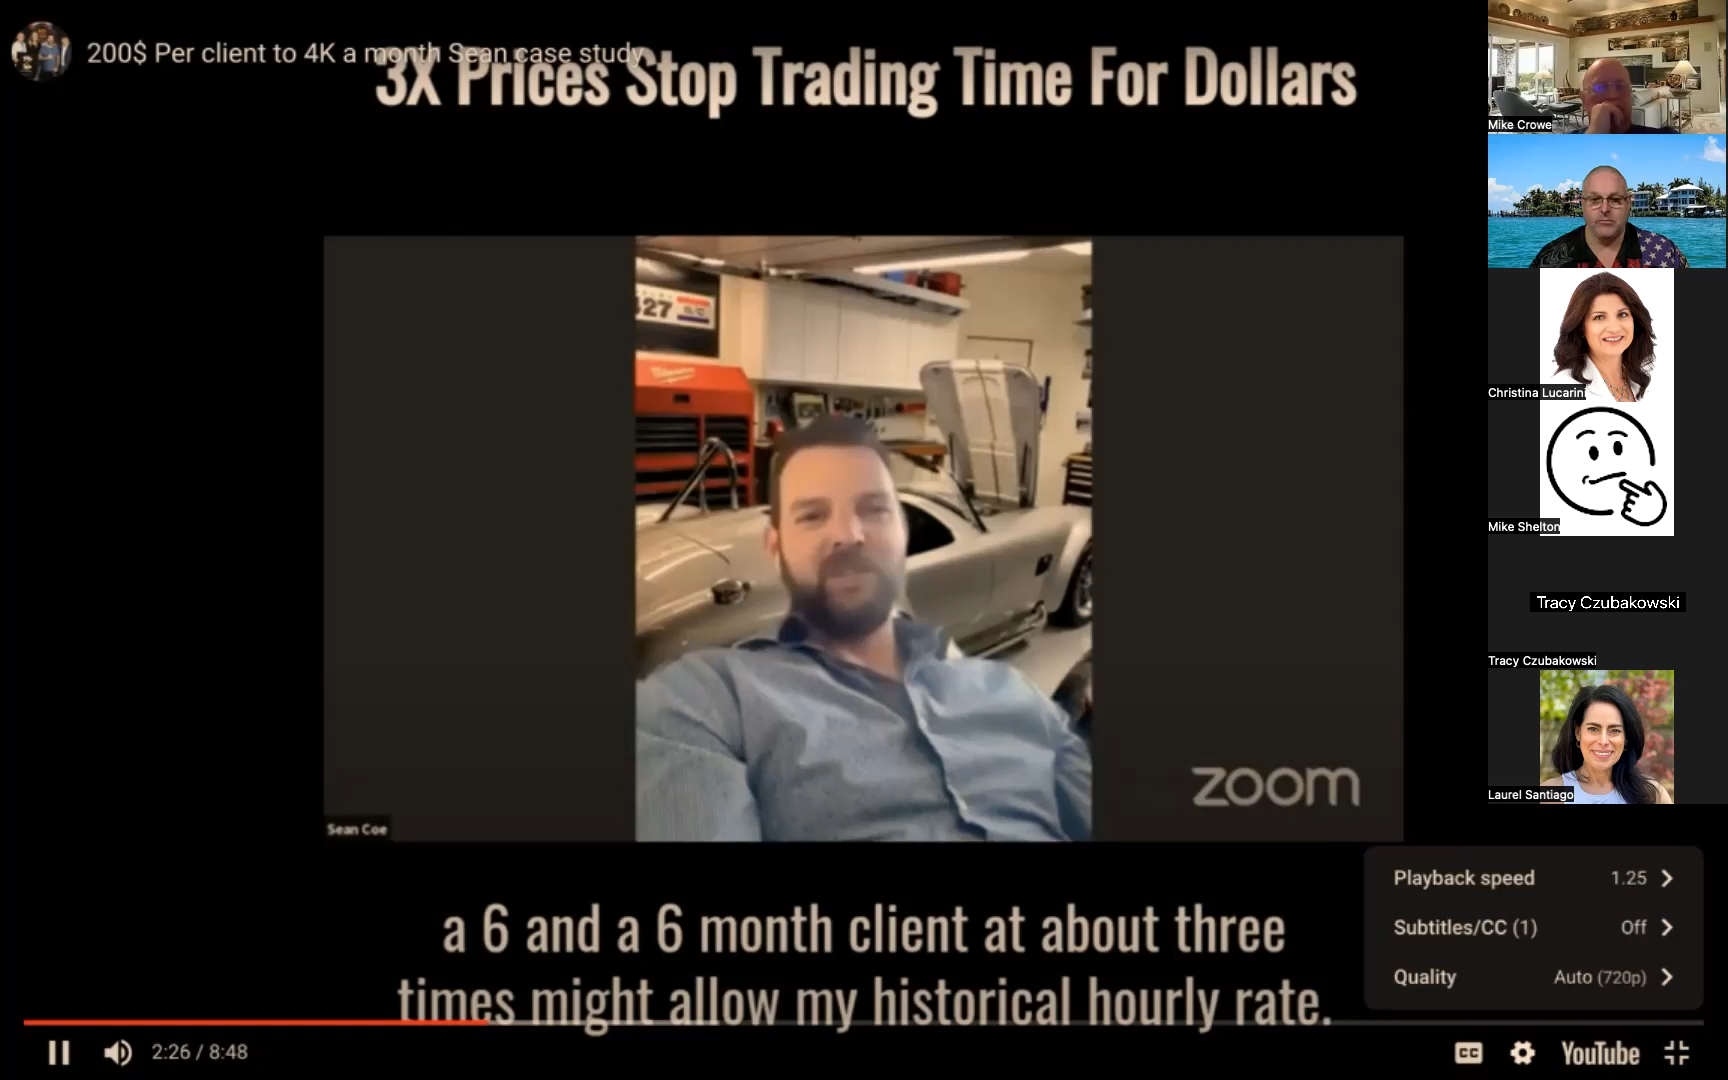 200$ Per client to 4K a month Sean case study
3X Prices Stop Trading Time For Dollars
Mike Crowe
Christina Lucarini
Mike Shelton
Tracy Czubakowski
Tracy Czubakowski
Laurel Santiago
27
Milwaukee
zoom
Sean Coe
a 6 and a 6 month client at about three
times might allow my historical hourly rate.
Playback speed 1.25
Subtitles/CC (1) Off
Quality Auto (720p)
2:26 / 8:48
CC
YouTube